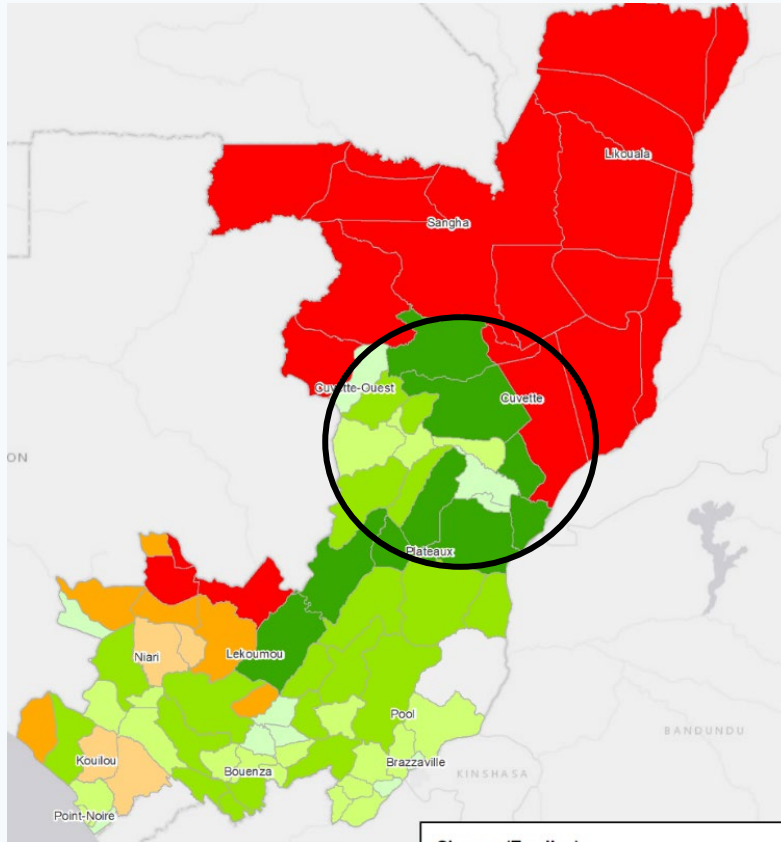 Likouala
Sangha
Cuvette-Ouest
Cuvette
ON
Plateaux
Niari
Lekoumou
Pool
BANDUNDU
Kouilou
Bouenza
Brazzaville
KINSHASA
Point-Noire